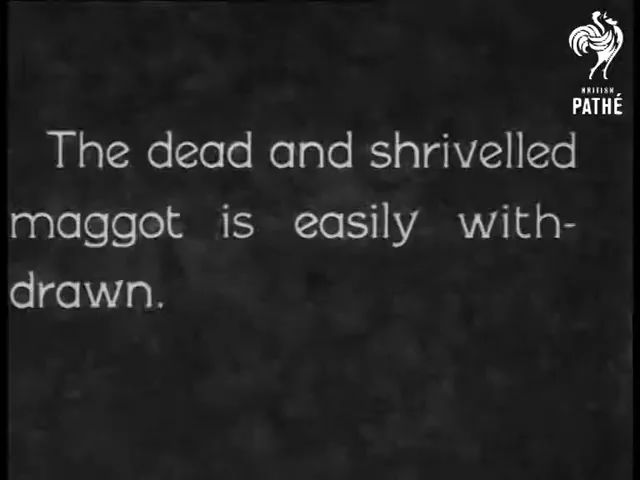 BRITISH
PATHÉ
The dead and shrivelled
maggot is easily with-
drawn.